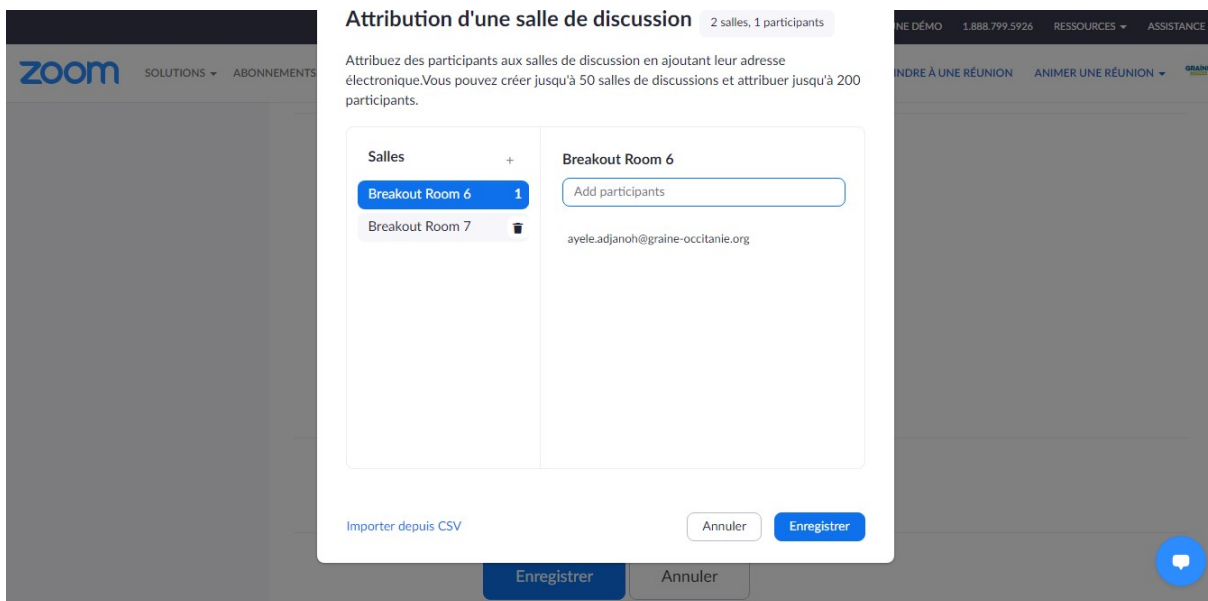 Attribution d'une salle de discussion 2 salles, 1 participants
NE DÉMO 1.888.799.5926 RESSOURCES ASSISTANCE
Attribuez des participants aux salles de discussion en ajoutant leur adresse
électronique.Vous pouvez créer jusqu'à 50 salles de discussions et attribuer jusqu'à 200
participants.
zoom SOLUTIONS ABONNEMENTS
INDRE À UNE RÉUNION ANIMER UNE RÉUNION
Salles +
Breakout Room 6 1
Breakout Room 7
Breakout Room 6
Add participants
ayele.adjanoh@graine-occitanie.org
Importer depuis CSV
Annuler Enregistrer
Enregistrer Annuler